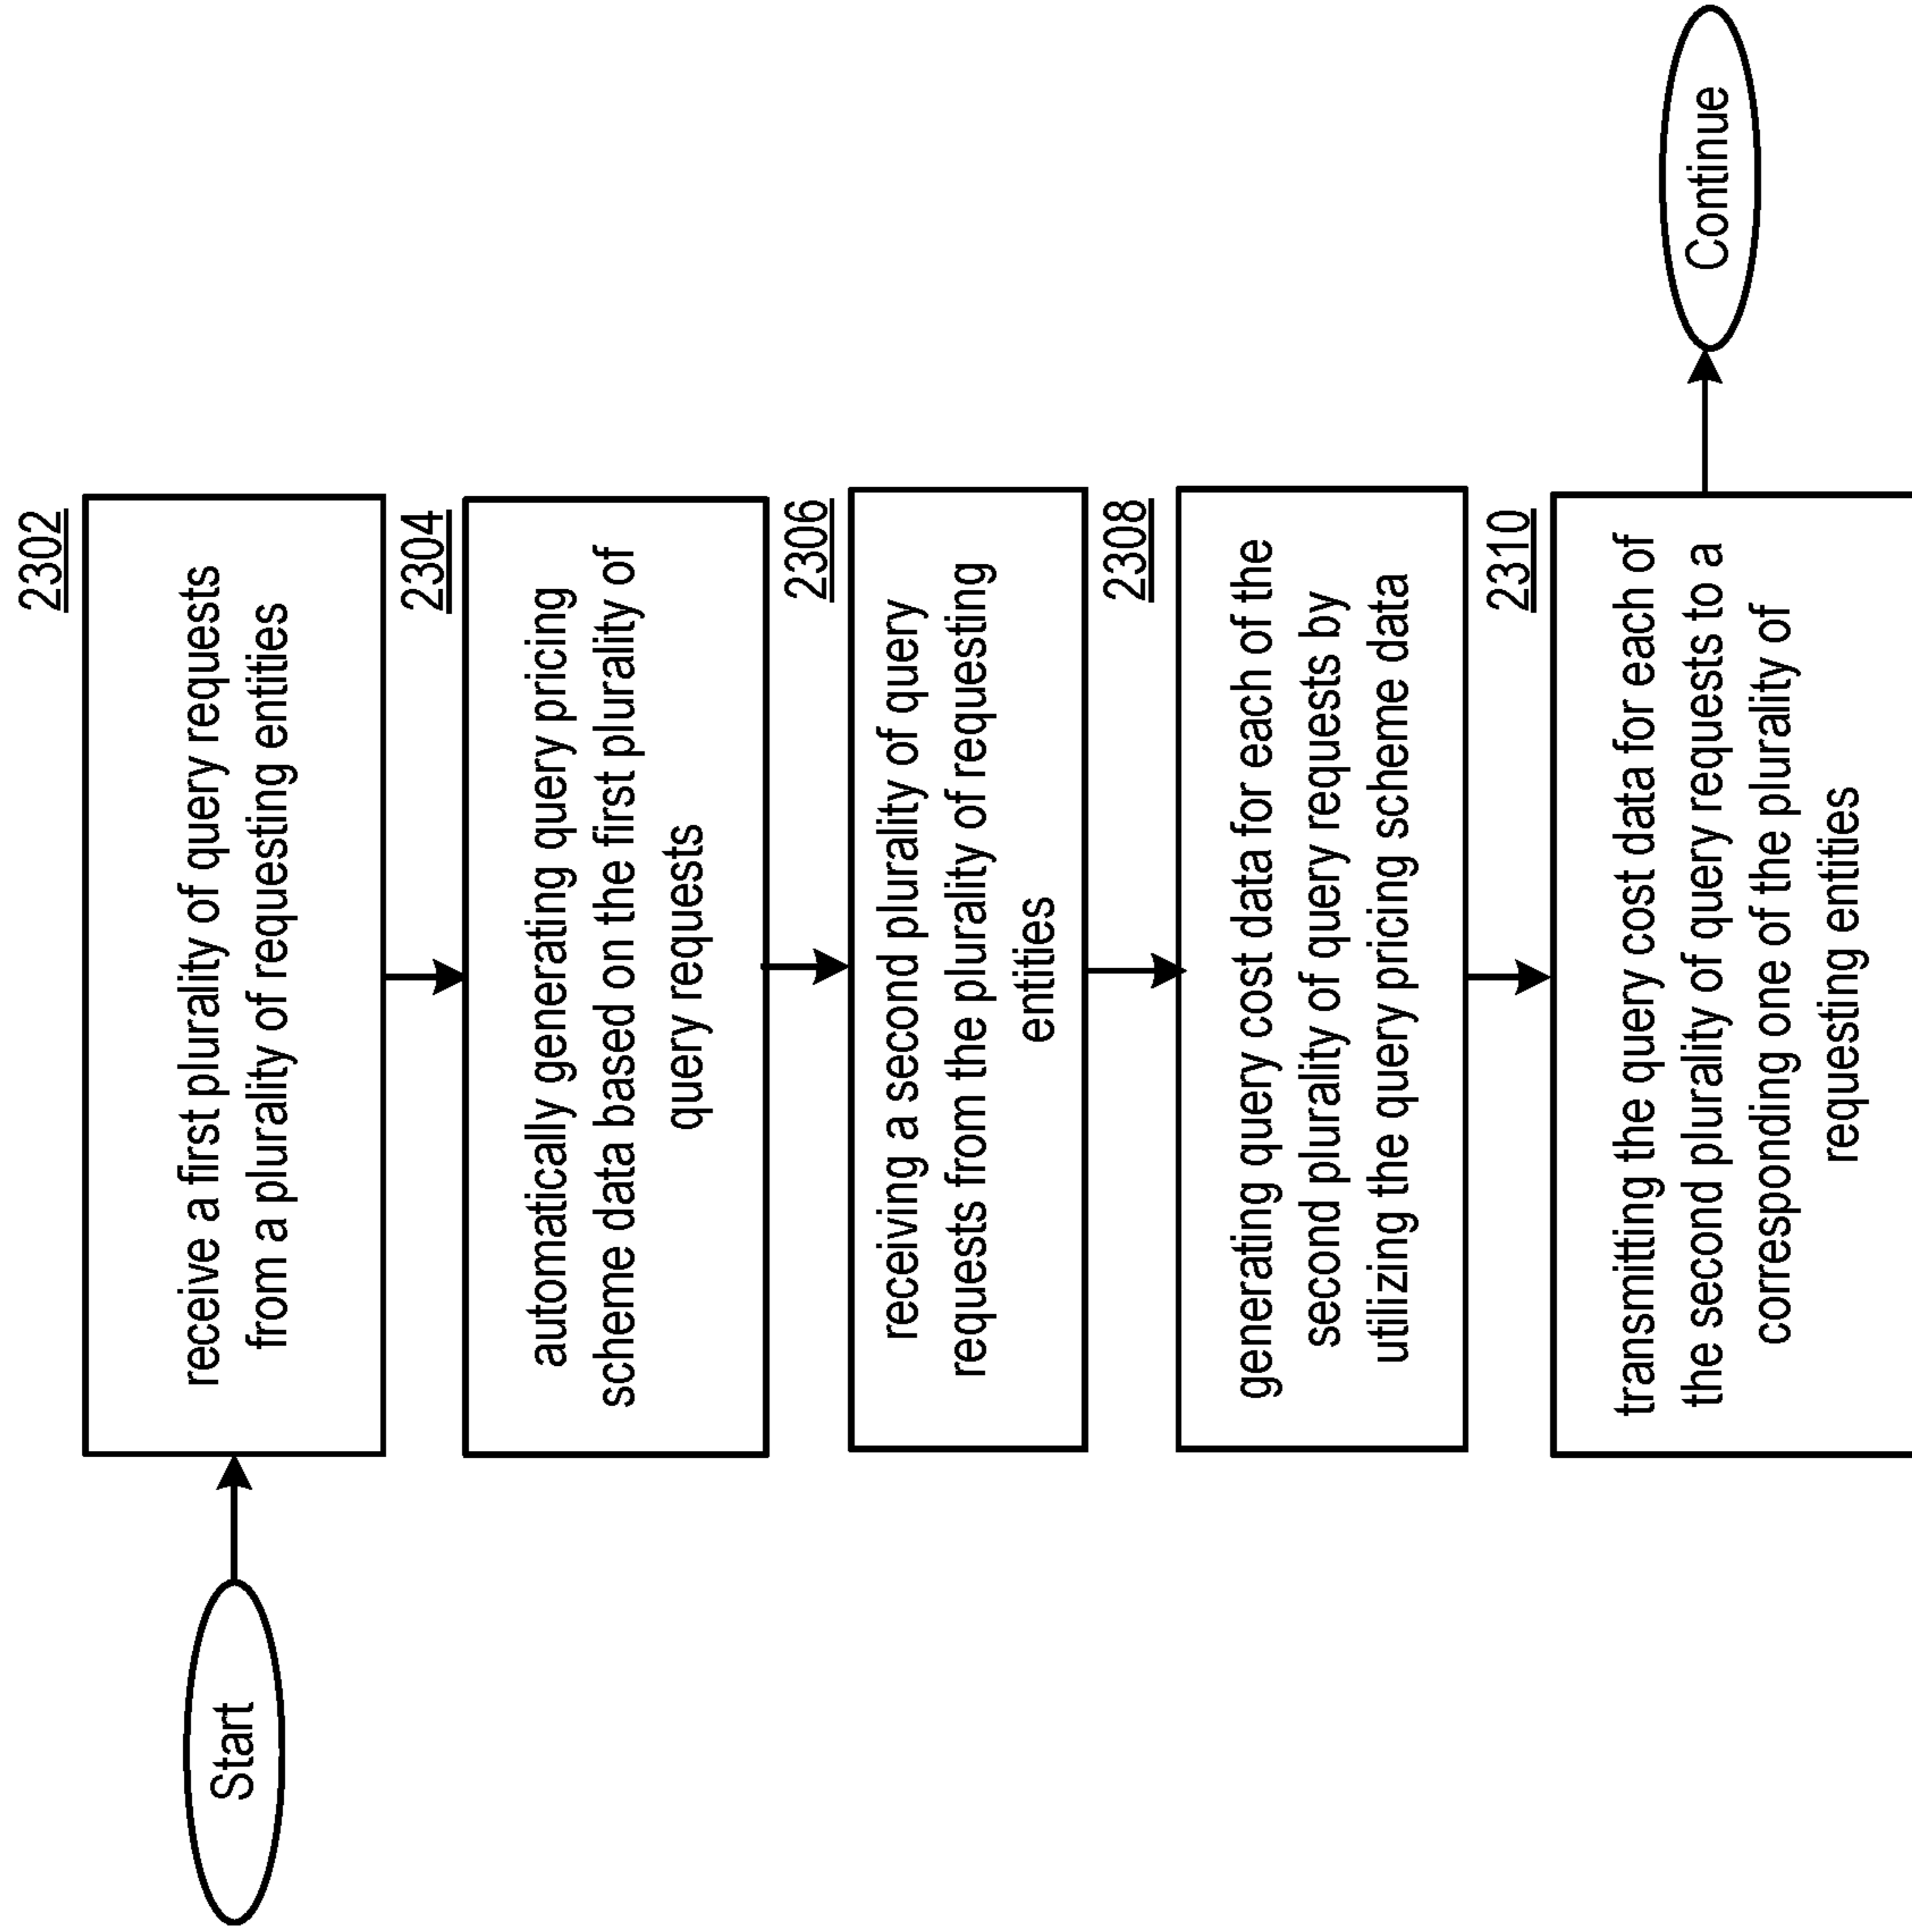 Start
2302
receive a first plurality of query requests
from a plurality of requesting entities
2304
automatically generating query pricing
scheme data based on the first plurality of
query requests
2306
receiving a second plurality of query
requests from the plurality of requesting
entities
2308
generating query cost data for each of the
second plurality of query requests by
utilizing the query pricing scheme data
2310
transmitting the query cost data for each of
the second plurality of query requests to a
corresponding one of the plurality of
requesting entities
Continue